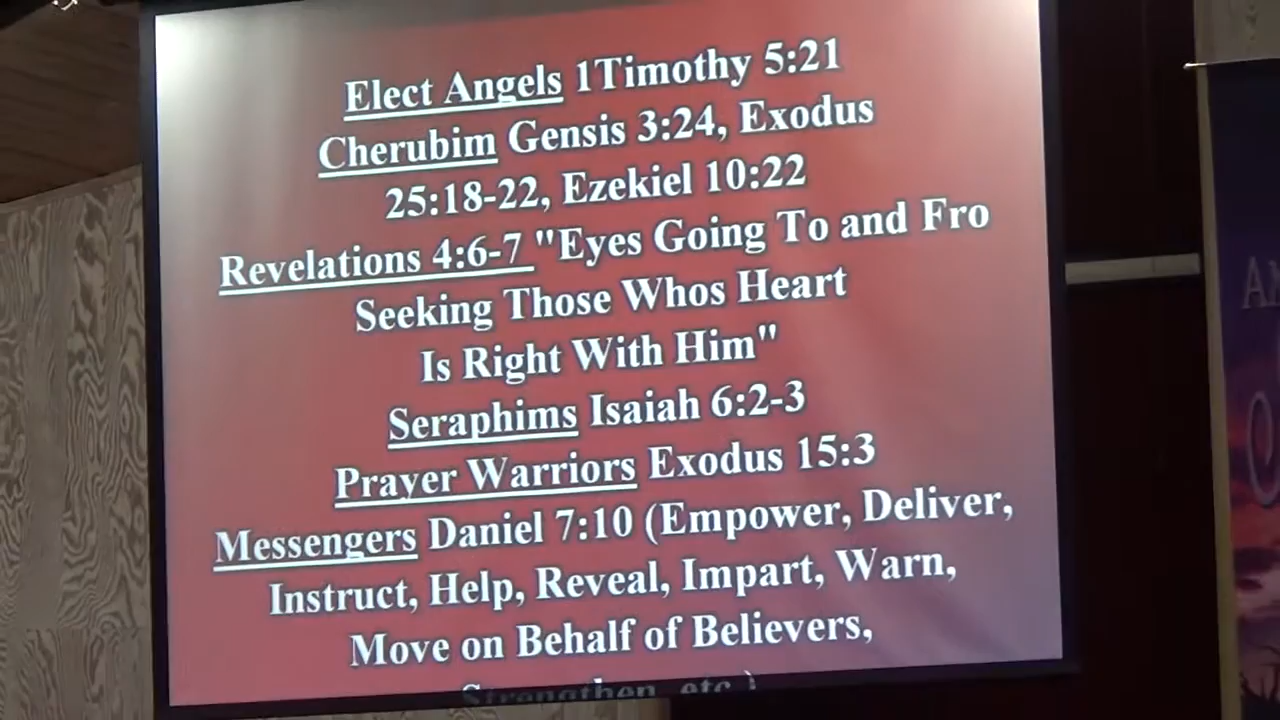 Elect Angels 1Timothy 5:21
Cherubim Gensis 3:24, Exodus
25:18-22, Ezekiel 10:22
Revelations 4:6-7 "Eyes Going To and Fro
Seeking Those Whos Heart
Is Right With Him"
Seraphims Isaiah 6:2-3
Prayer Warriors Exodus 15:3
Messengers Daniel 7:10 (Empower, Deliver,
Instruct, Help, Reveal, Impart, Warn,
Move on Behalf of Believers,
Strengthen, etc.)